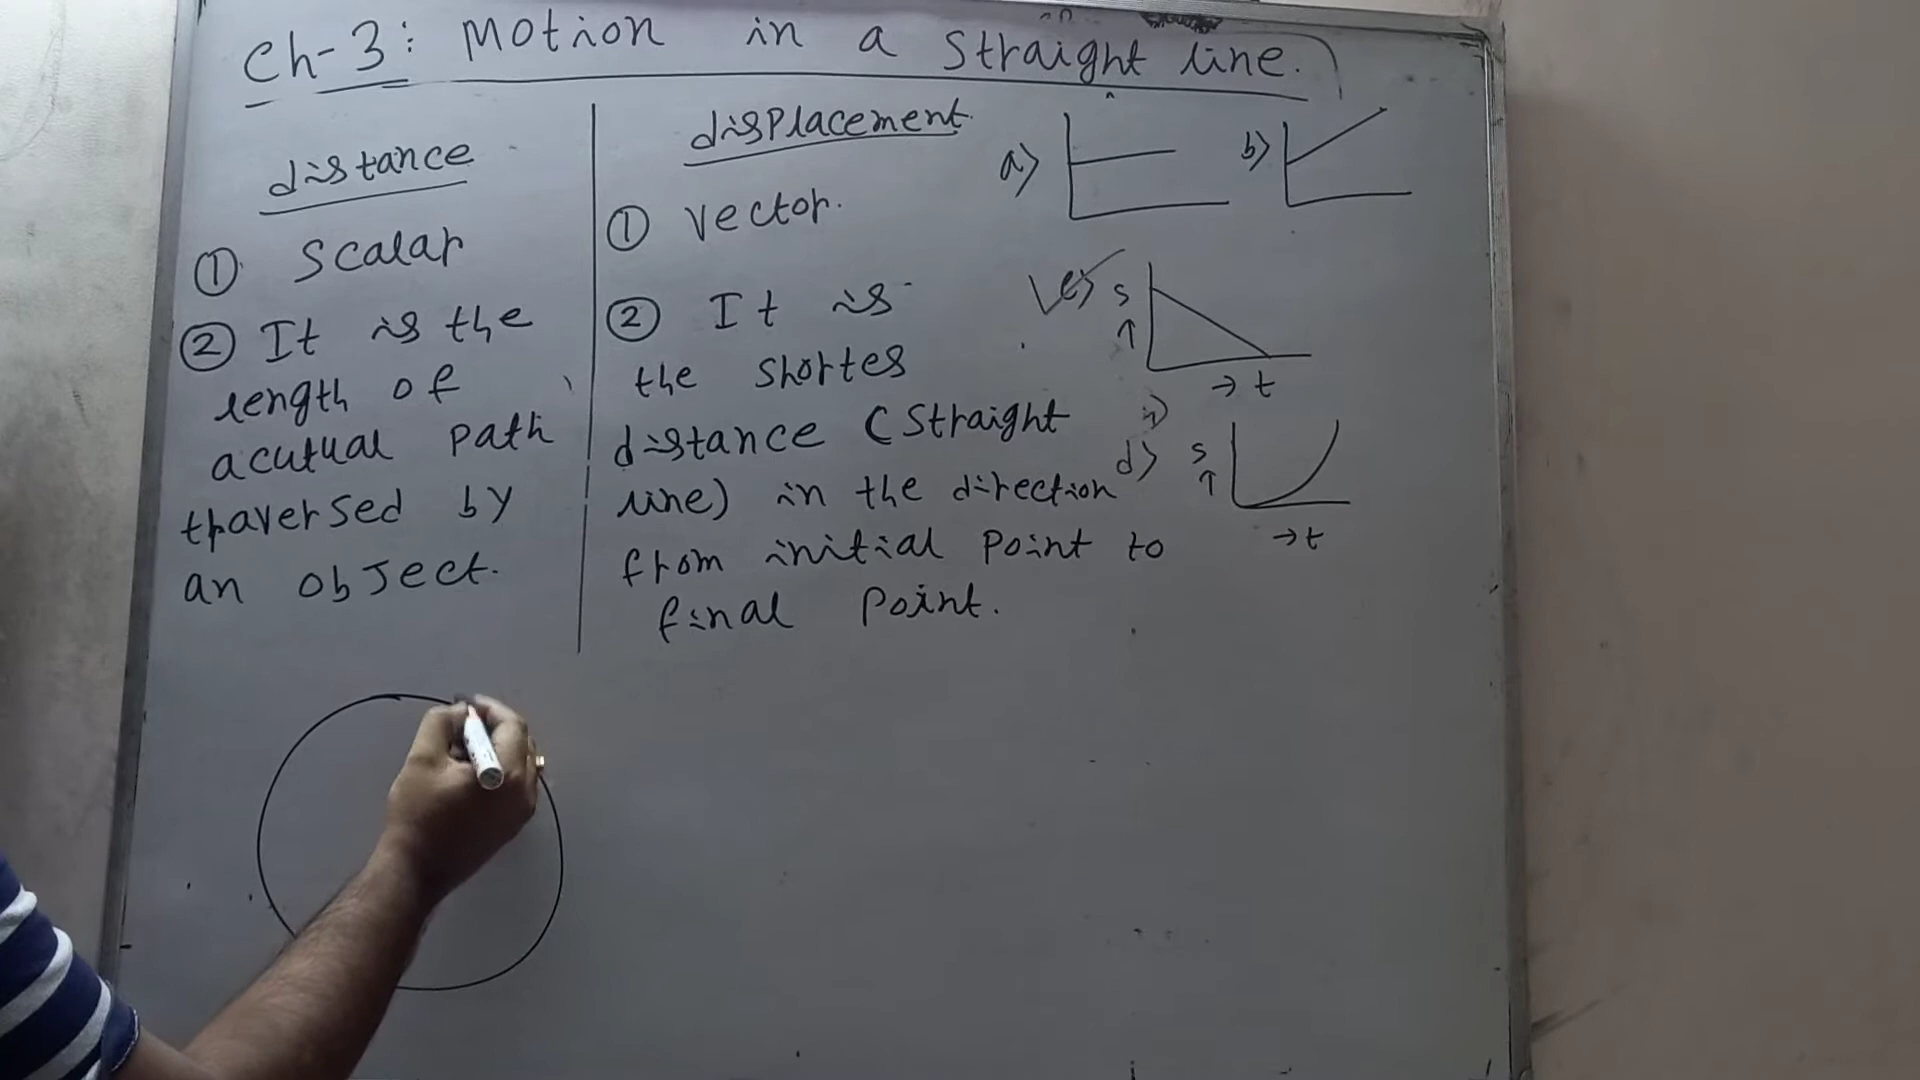 Ch-3: Motion in a Straight line.
distance
① Scalar
② It is the
length of
acutual path
traversed by
an object.
displacement
① Vector.
② It is
the shortes
distance (Straight
line) in the direction
from initial point to
final point.
a)
b)
c) s ↑
→ t
d) s ↑
→ t